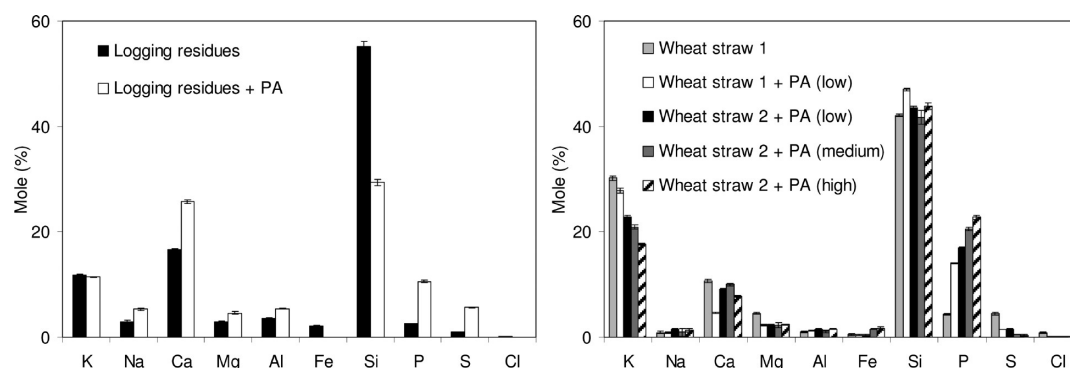 60
40
20
0
Mole (%)
Logging residues
Logging residues + PA
K Na Ca Mg Al Fe Si P S Cl
60
40
20
0
Mole (%)
Wheat straw 1
Wheat straw 1 + PA (low)
Wheat straw 2 + PA (low)
Wheat straw 2 + PA (medium)
Wheat straw 2 + PA (high)
K Na Ca Mg Al Fe Si P S Cl